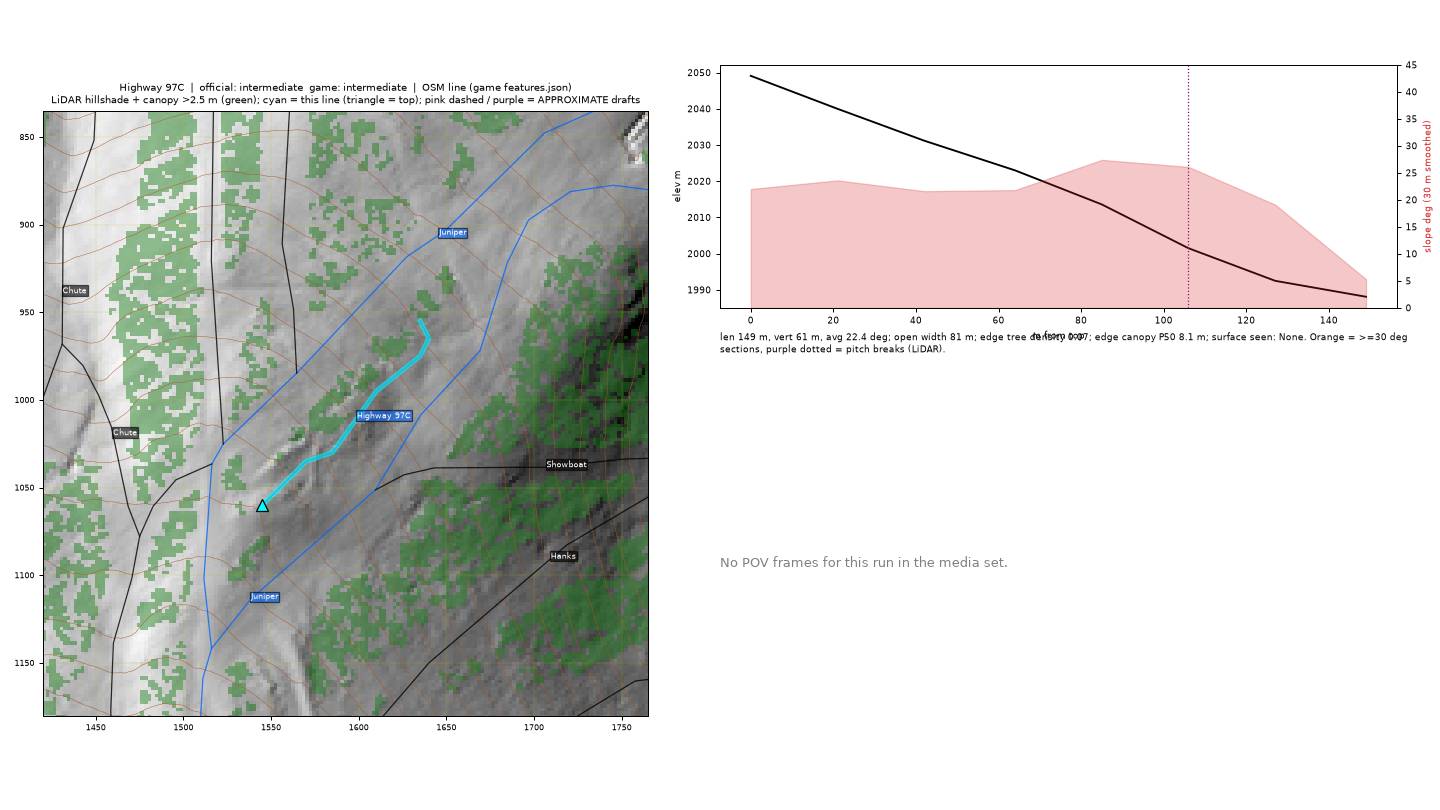 Highway 97C | official: intermediate game: intermediate | OSM line (game features.json)
LiDAR hillshade + canopy >2.5 m (green); cyan = this line (triangle = top); pink dashed / purple = APPROXIMATE drafts
850
900
950
1000
1050
1100
1150
1450
1500
1550
1600
1650
1700
1750
Juniper
Chute
Highway 97C
Chute
Showboat
Hanks
Juniper
2050
2040
2030
2020
2010
2000
1990
elev m
45
40
35
30
25
20
15
10
5
0
slope deg (30 m smoothed)
0
20
40
60
80
100
120
140
len 149 m, vert 61 m, avg 22.4 deg; open width 81 m; edge tree density 0.07; edge canopy P50 8.1 m; surface seen: None. Orange = >=30 deg
sections, purple dotted = pitch breaks (LiDAR).
No POV frames for this run in the media set.